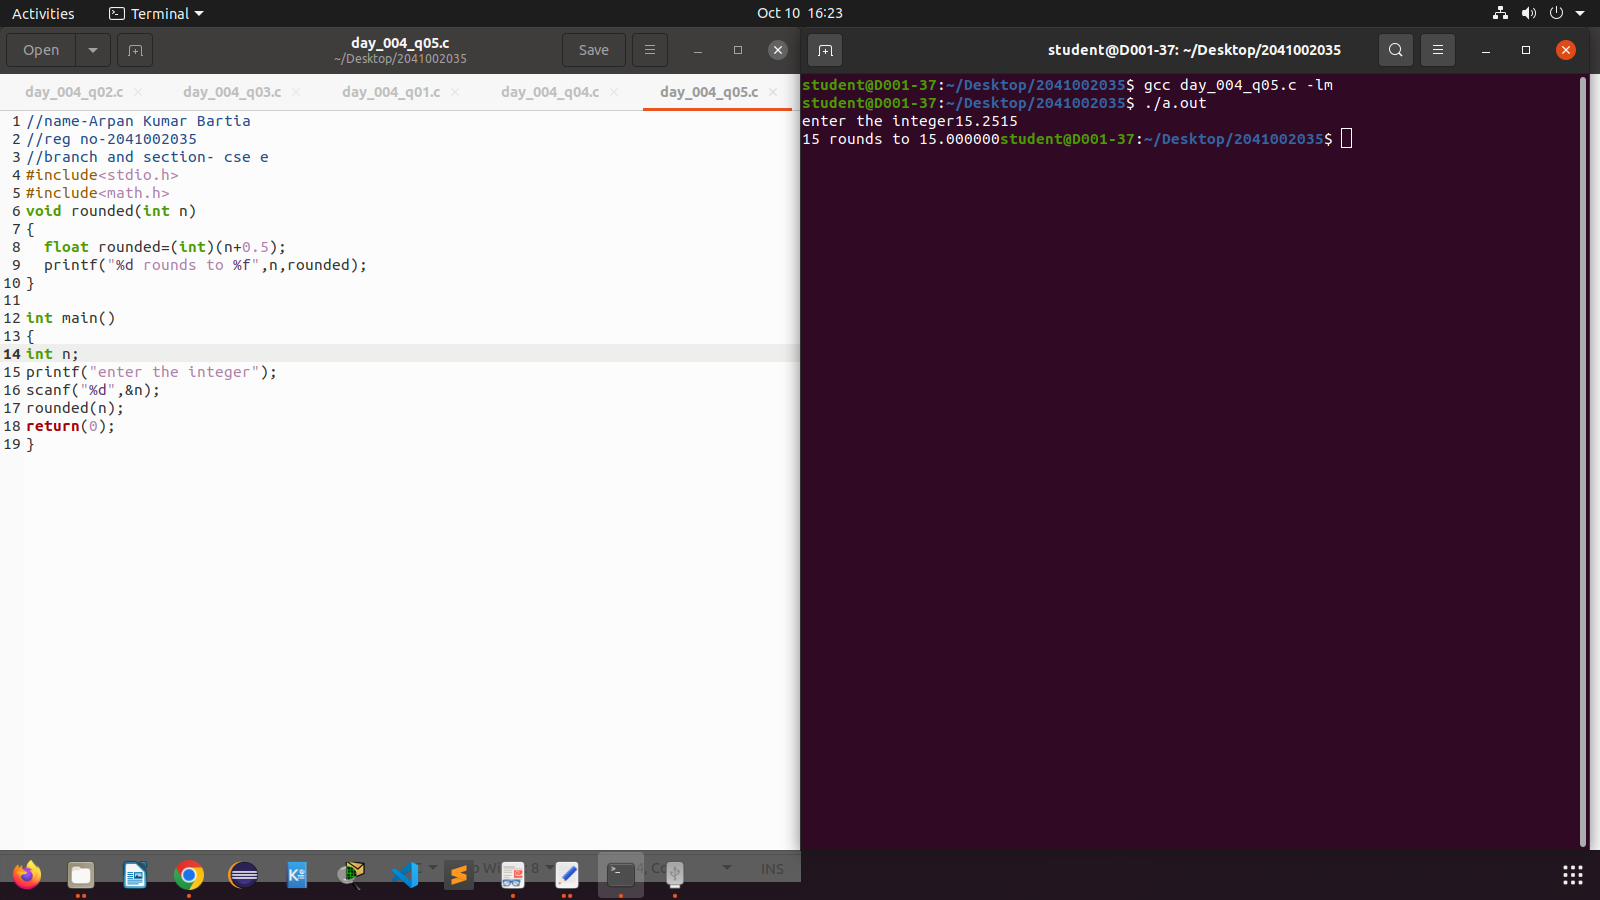 Activities Terminal Oct 10 16:23
Open day_004_q05.c Save
~/Desktop/2041002035
student@D001-37: ~/Desktop/2041002035
day_004_q02.c day_004_q03.c day_004_q01.c day_004_q04.c day_004_q05.c
1 //name-Arpan Kumar Bartia
2 //reg no-2041002035
3 //branch and section- cse e
4 #include<stdio.h>
5 #include<math.h>
6 void rounded(int n)
7 {
8   float rounded=(int)(n+0.5);
9   printf("%d rounds to %f",n,rounded);
10 }
11
12 int main()
13 {
14 int n;
15 printf("enter the integer");
16 scanf("%d",&n);
17 rounded(n);
18 return(0);
19 }
student@D001-37:~/Desktop/2041002035$ gcc day_004_q05.c -lm
student@D001-37:~/Desktop/2041002035$ ./a.out
enter the integer15.2515
15 rounds to 15.000000student@D001-37:~/Desktop/2041002035$
INS